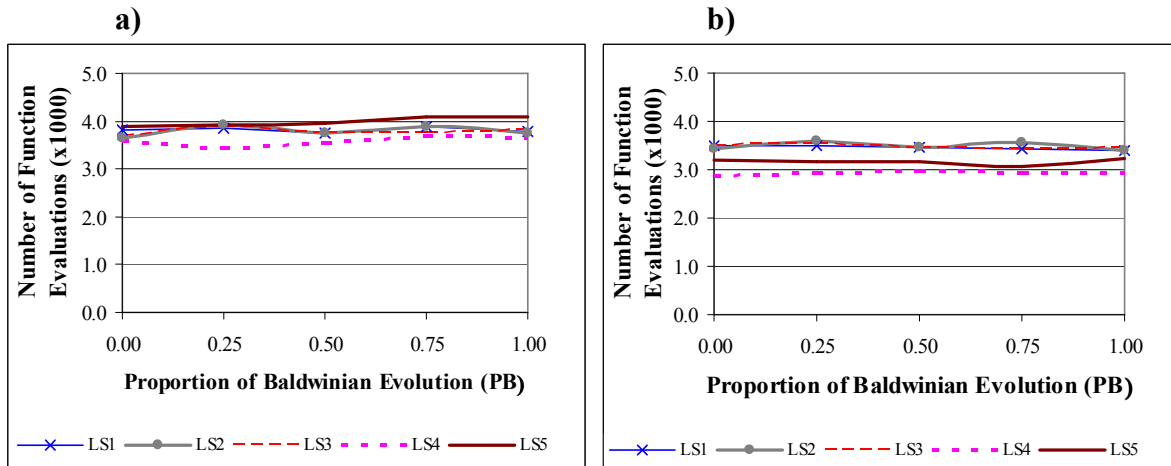 a)
Number of Function
Evaluations (x1000)
5.0
4.0
3.0
2.0
1.0
0.0
0.00 0.25 0.50 0.75 1.00
Proportion of Baldwinian Evolution (PB)
LS1 LS2 LS3 LS4 LS5
b)
Number of Function
Evaluations (x1000)
5.0
4.0
3.0
2.0
1.0
0.0
0.00 0.25 0.50 0.75 1.00
Proportion of Baldwinian Evolution (PB)
LS1 LS2 LS3 LS4 LS5